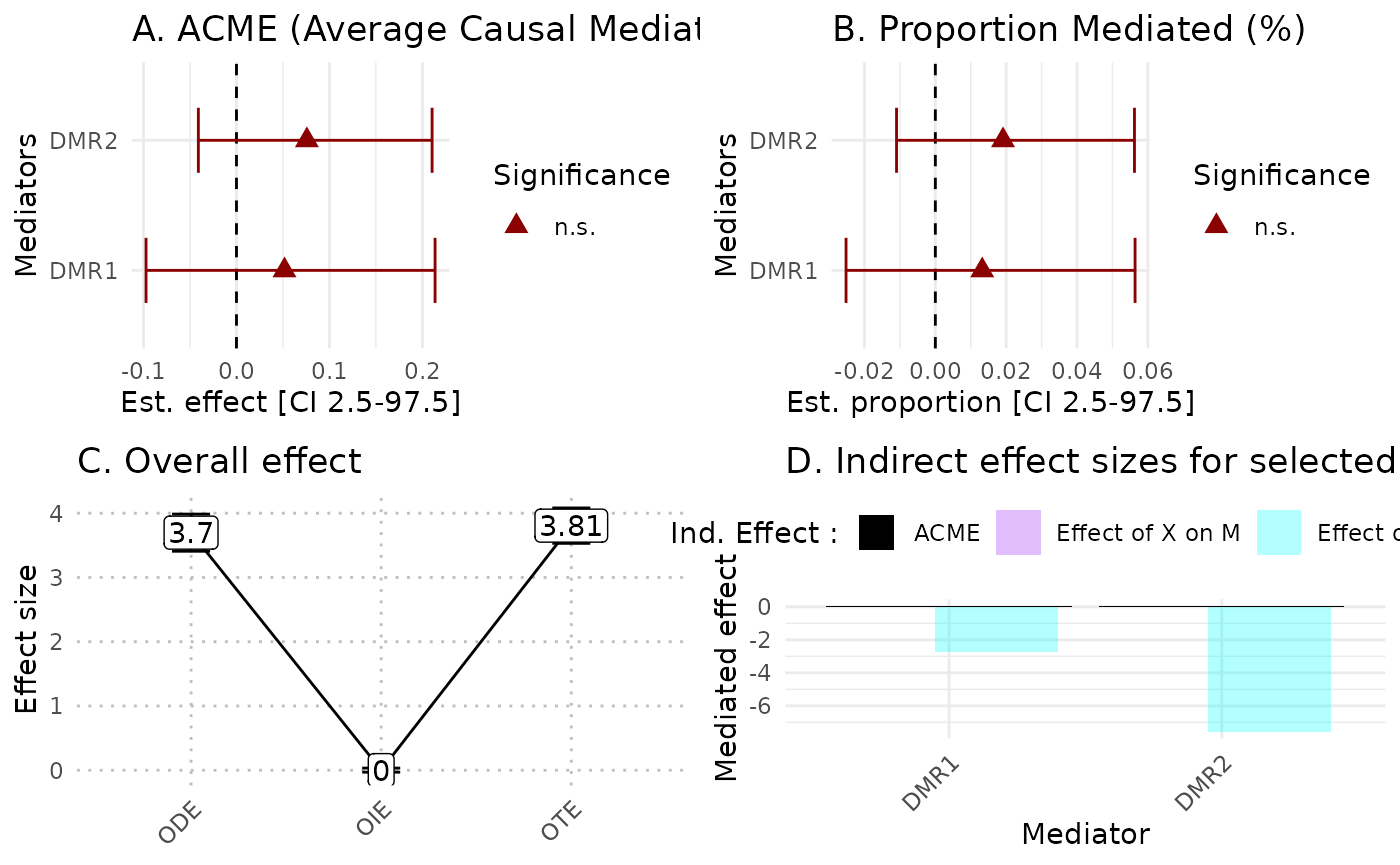 A. ACME (Average Causal Mediat
Mediators
DMR2
DMR1
-0.1 0.0 0.1 0.2
Est. effect [CI 2.5-97.5]
Significance
n.s.
B. Proportion Mediated (%)
Mediators
DMR2
DMR1
-0.02 0.00 0.02 0.04 0.06
Est. proportion [CI 2.5-97.5]
Significance
n.s.
C. Overall effect
Effect size
4
3
2
1
0
3.7
0
3.81
ODE OIE OTE
D. Indirect effect sizes for selected
Ind. Effect : ACME Effect of X on M Effect o
Mediated effect
0
-2
-4
-6
DMR1 DMR2
Mediator